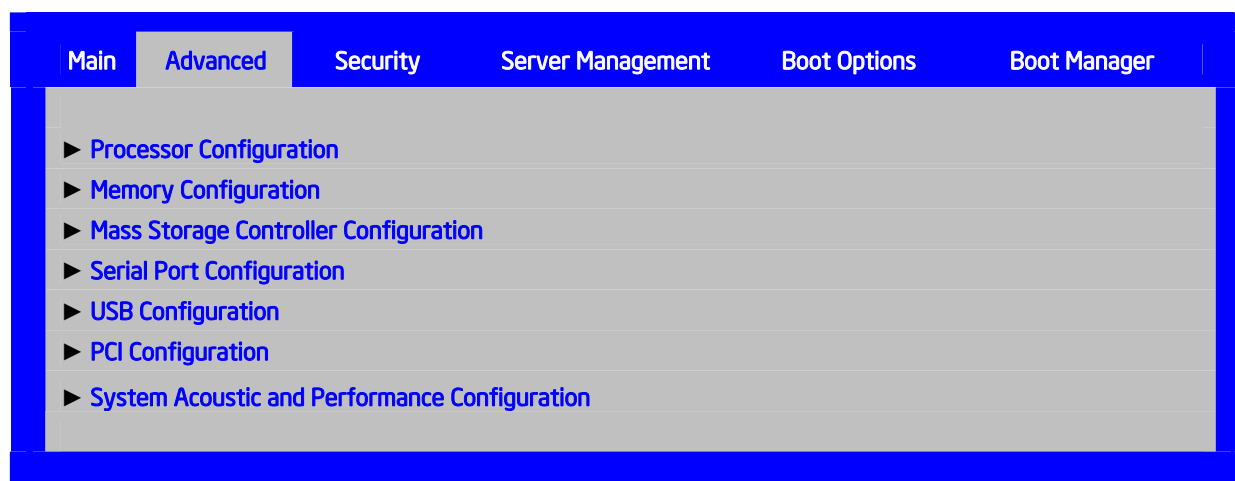 Main Advanced Security Server Management Boot Options Boot Manager
► Processor Configuration
► Memory Configuration
► Mass Storage Controller Configuration
► Serial Port Configuration
► USB Configuration
► PCI Configuration
► System Acoustic and Performance Configuration